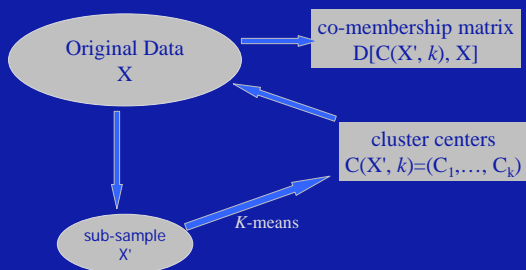 Original Data
X
co-membership matrix
D[C(X', k), X]
cluster centers
C(X', k)=(C1,…, Ck)
K-means
sub-sample
X'